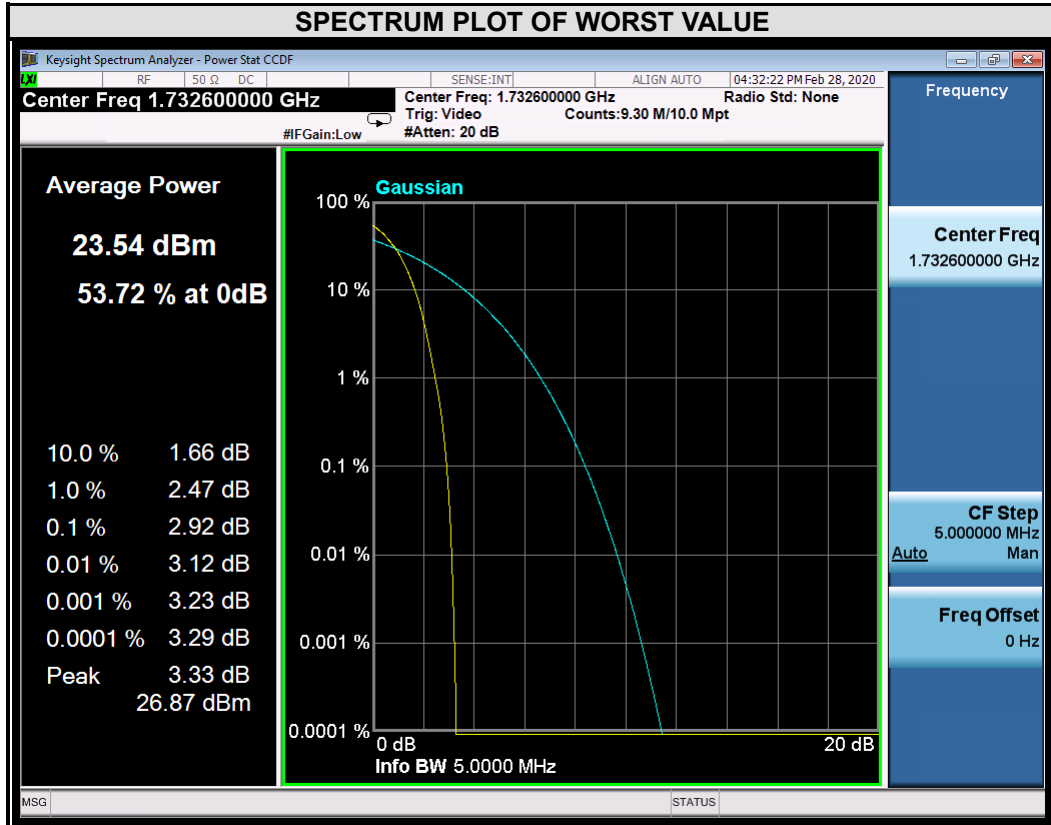 SPECTRUM PLOT OF WORST VALUE
Keysight Spectrum Analyzer - Power Stat CCDF
LXI RF 50 Ω DC SENSE:INT ALIGN AUTO 04:32:22 PM Feb 28, 2020
Center Freq 1.732600000 GHz
Center Freq: 1.732600000 GHz Radio Std: None
Trig: Video Counts:9.30 M/10.0 Mpt
#IFGain:Low #Atten: 20 dB
Frequency
Average Power
23.54 dBm
53.72 % at 0dB
10.0 % 1.66 dB
1.0 % 2.47 dB
0.1 % 2.92 dB
0.01 % 3.12 dB
0.001 % 3.23 dB
0.0001 % 3.29 dB
Peak 3.33 dB
26.87 dBm
Gaussian
100 %
10 %
1 %
0.1 %
0.01 %
0.001 %
0.0001 %
0 dB 20 dB
Info BW 5.0000 MHz
Center Freq
1.732600000 GHz
CF Step
5.000000 MHz
Auto Man
Freq Offset
0 Hz
MSG STATUS